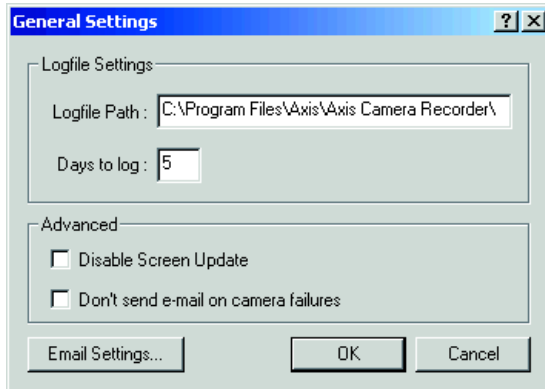 General Settings
Logfile Settings
Logfile Path : C:\Program Files\Axis\Axis Camera Recorder\
Days to log : 5
Advanced
Disable Screen Update
Don't send e-mail on camera failures
Email Settings... OK Cancel